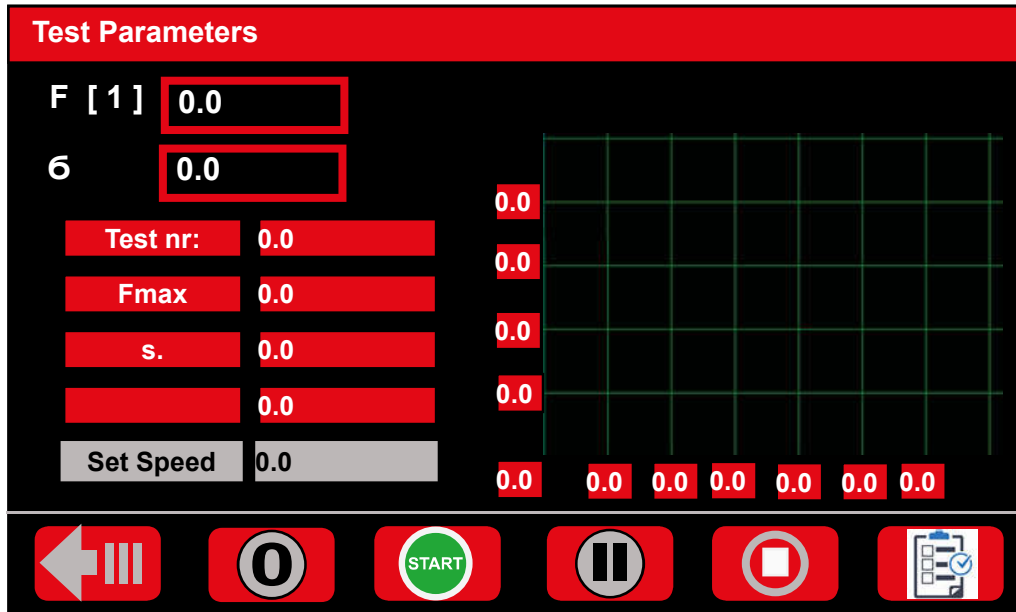 Test Parameters
F [ 1 ] 0.0
б 0.0
Test nr: 0.0
Fmax 0.0
s. 0.0
0.0
Set Speed 0.0
0.0
0.0
0.0
0.0
0.0 0.0 0.0 0.0 0.0 0.0 0.0
0
START